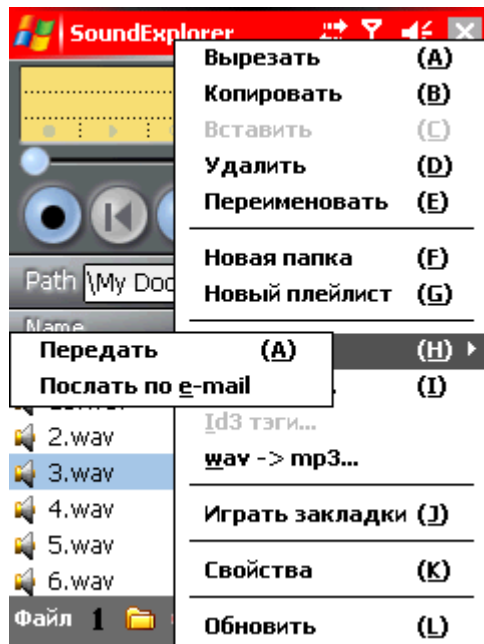 SoundExplorer
Вырезать (A)
Копировать (B)
Вставить (C)
Удалить (D)
Переименовать (E)
Новая папка (F)
Path \My Doc
Новый плейлист (G)
Name
Передать (A)
(H)
Послать по e-mail
. (I)
Id3 тэги...
2.wav
wav -> mp3...
3.wav
4.wav
Играть закладки (J)
5.wav
Свойства (K)
6.wav
Файл 1
Обновить (L)